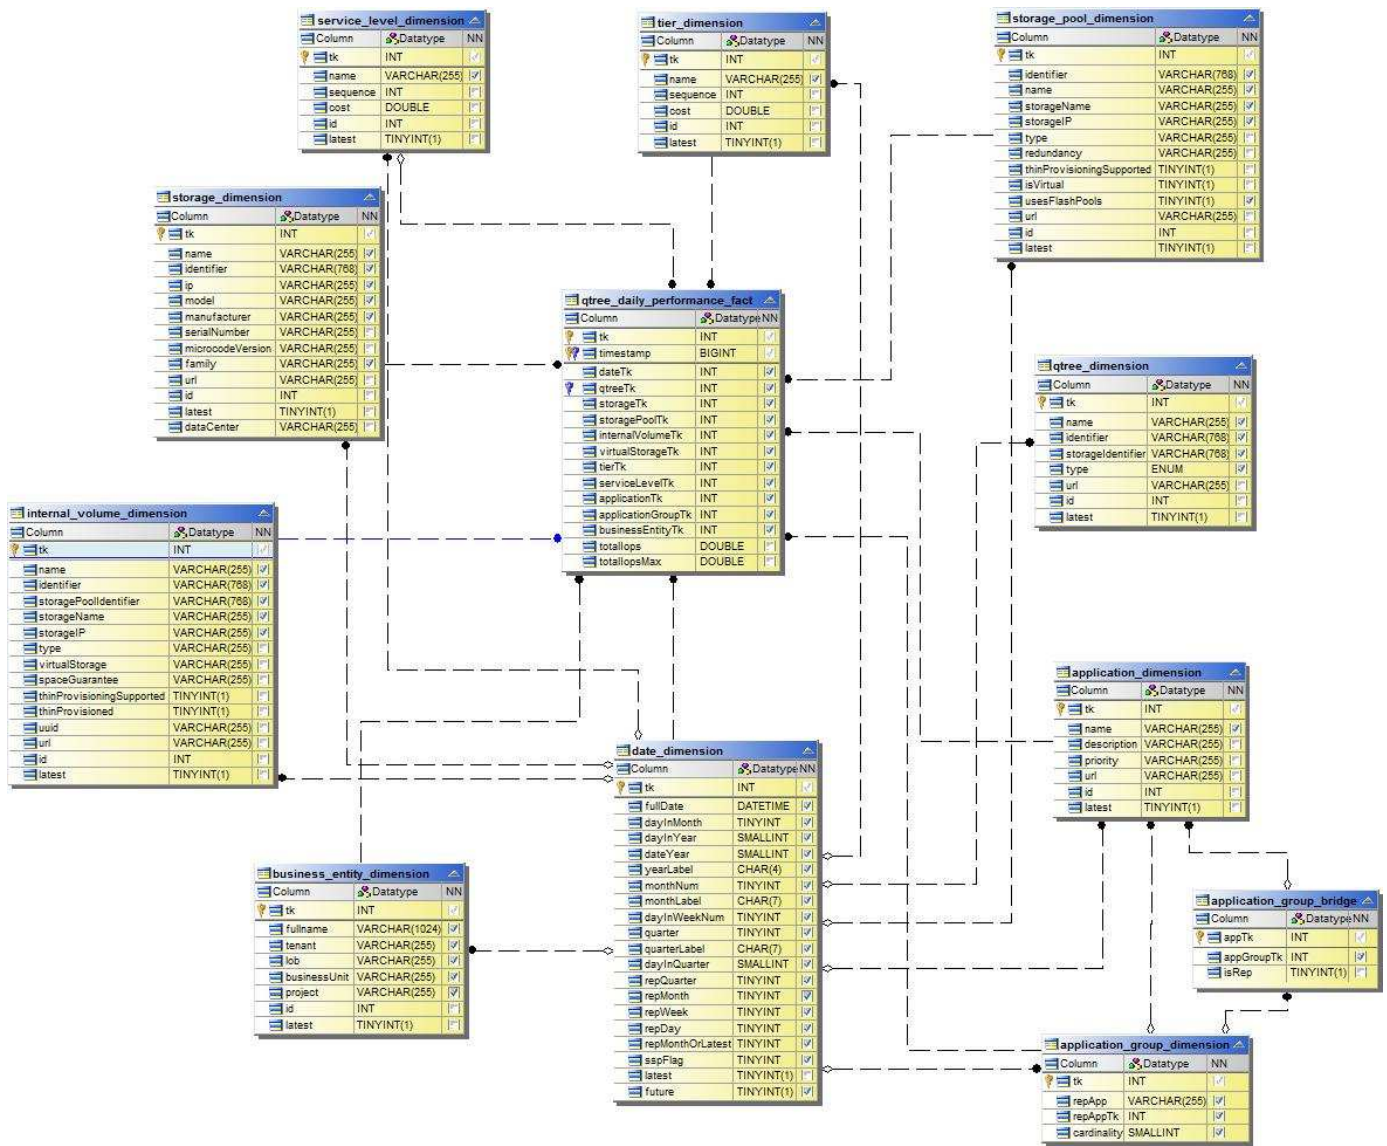 service_level_dimension
Column Datatype NN
tk INT
name VARCHAR(255)
sequence INT
cost DOUBLE
id INT
latest TINYINT(1)
tier_dimension
Column Datatype NN
tk INT
name VARCHAR(255)
sequence INT
cost DOUBLE
id INT
latest TINYINT(1)
storage_pool_dimension
Column Datatype NN
tk INT
identifier VARCHAR(768)
name VARCHAR(255)
storageName VARCHAR(255)
storageIP VARCHAR(255)
type VARCHAR(255)
redundancy VARCHAR(255)
thinProvisioningSupported TINYINT(1)
isVirtual TINYINT(1)
usesFlashPools TINYINT(1)
url VARCHAR(255)
id INT
latest TINYINT(1)
storage_dimension
Column Datatype NN
tk INT
name VARCHAR(255)
identifier VARCHAR(768)
ip VARCHAR(255)
model VARCHAR(255)
manufacturer VARCHAR(255)
serialNumber VARCHAR(255)
microcodeVersion VARCHAR(255)
family VARCHAR(255)
url VARCHAR(255)
id INT
latest TINYINT(1)
dataCenter VARCHAR(255)
qtree_daily_performance_fact
Column Datatype NN
tk INT
timestamp BIGINT
dateTk INT
qtreeTk INT
storageTk INT
storagePoolTk INT
internalVolumeTk INT
virtualStorageTk INT
tierTk INT
serviceLevelTk INT
applicationTk INT
applicationGroupTk INT
businessEntityTk INT
totalIops DOUBLE
totalIopsMax DOUBLE
qtree_dimension
Column Datatype NN
tk INT
name VARCHAR(255)
identifier VARCHAR(768)
storageIdentifier VARCHAR(768)
type ENUM
url VARCHAR(255)
id INT
latest TINYINT(1)
internal_volume_dimension
Column Datatype NN
tk INT
name VARCHAR(255)
identifier VARCHAR(768)
storagePoolIdentifier VARCHAR(768)
storageName VARCHAR(255)
storageIP VARCHAR(255)
type VARCHAR(255)
virtualStorage VARCHAR(255)
spaceGuarantee VARCHAR(255)
thinProvisioningSupported TINYINT(1)
thinProvisioned TINYINT(1)
uuid VARCHAR(255)
url VARCHAR(255)
id INT
latest TINYINT(1)
application_dimension
Column Datatype NN
tk INT
name VARCHAR(255)
description VARCHAR(255)
priority VARCHAR(255)
url VARCHAR(255)
id INT
latest TINYINT(1)
date_dimension
Column Datatype NN
tk INT
fullDate DATETIME
dayInMonth TINYINT
dayInYear SMALLINT
dateYear SMALLINT
yearLabel CHAR(4)
monthNum TINYINT
monthLabel CHAR(7)
dayInWeekNum TINYINT
quarter TINYINT
quarterLabel CHAR(7)
dayInQuarter SMALLINT
repQuarter TINYINT
repMonth TINYINT
repWeek TINYINT
repDay TINYINT
repMonthOrLatest TINYINT
sspFlag TINYINT
latest TINYINT(1)
future TINYINT(1)
business_entity_dimension
Column Datatype NN
tk INT
fullname VARCHAR(1024)
tenant VARCHAR(255)
lob VARCHAR(255)
businessUnit VARCHAR(255)
project VARCHAR(255)
id INT
latest TINYINT(1)
application_group_bridge
Column Datatype NN
appTk INT
appGroupTk INT
isRep TINYINT(1)
application_group_dimension
Column Datatype NN
tk INT
repApp VARCHAR(255)
repAppTk INT
cardinality SMALLINT